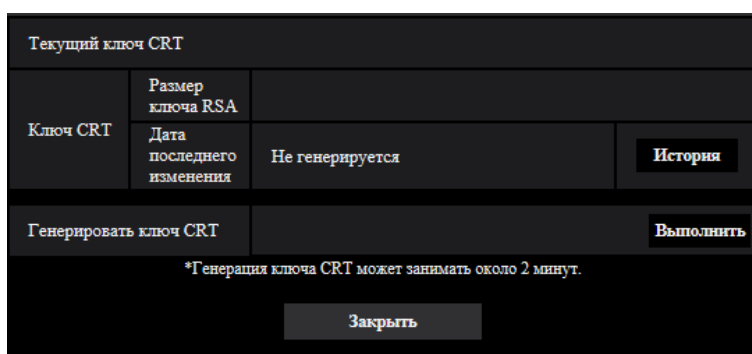 Текущий ключ CRT
Ключ CRT
Размер
ключа RSA
Дата
последнего
изменения
Не генерируется
История
Генерировать ключ CRT
Выполнить
*Генерация ключа CRT может занимать около 2 минут.
Закрыть